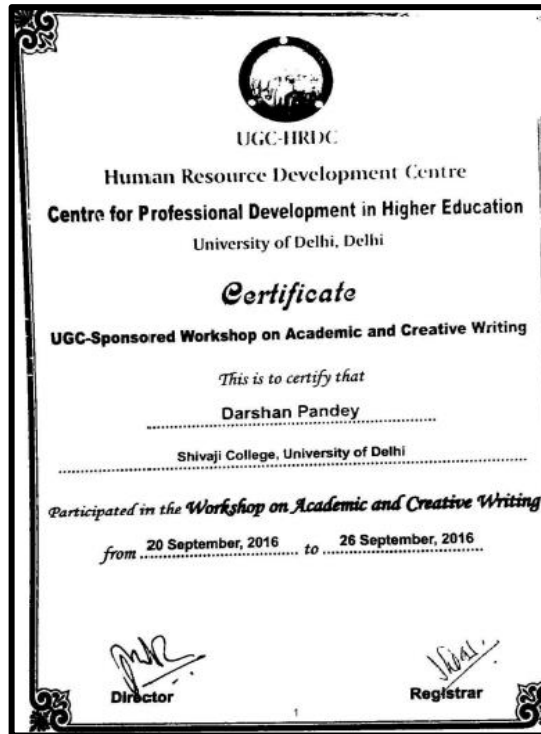 UGC-HRDC
Human Resource Development Centre
Centre for Professional Development in Higher Education
University of Delhi, Delhi
Certificate
UGC-Sponsored Workshop on Academic and Creative Writing
This is to certify that
Darshan Pandey
Shivaji College, University of Delhi
Participated in the Workshop on Academic and Creative Writing
from 20 September, 2016 to 26 September, 2016
Director Registrar
1